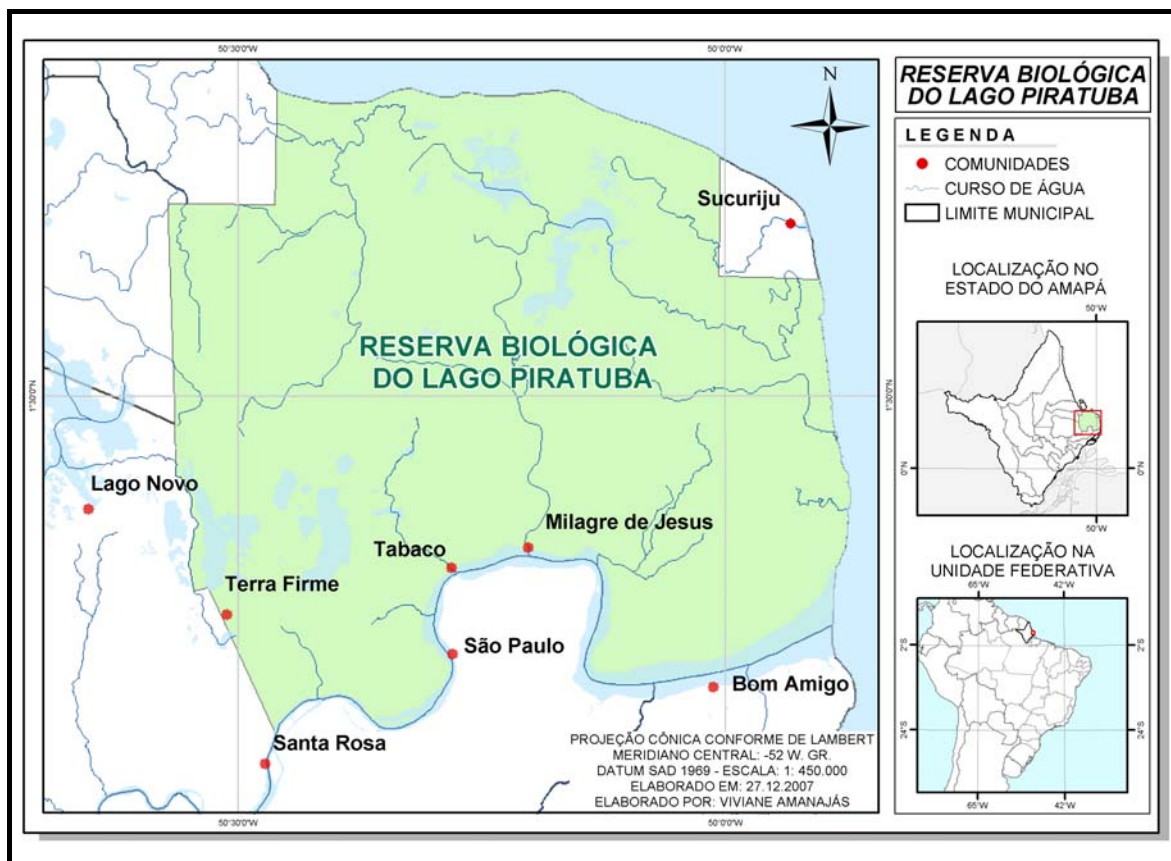 50°30'0"W
50°0'0"W
N
Sucuriju
RESERVA BIOLÓGICA
DO LAGO PIRATUBA
1°30'0"N
1°30'0"N
Lago Novo
Milagre de Jesus
Tabaco
Terra Firme
São Paulo
Bom Amigo
Santa Rosa
PROJEÇÃO CÔNICA CONFORME DE LAMBERT
MERIDIANO CENTRAL: -52 W. GR.
DATUM SAD 1969 - ESCALA: 1: 450.000
ELABORADO EM: 27.12.2007
ELABORADO POR: VIVIANE AMANAJÁS
50°30'0"W
50°0'0"W
RESERVA BIOLÓGICA
DO LAGO PIRATUBA
LEGENDA
COMUNIDADES
CURSO DE ÁGUA
LIMITE MUNICIPAL
LOCALIZAÇÃO NO
ESTADO DO AMAPÁ
50°W
0°N
0°N
50°W
LOCALIZAÇÃO NA
UNIDADE FEDERATIVA
65°W
42°W
2°S
2°S
24°S
24°S
65°W
42°W